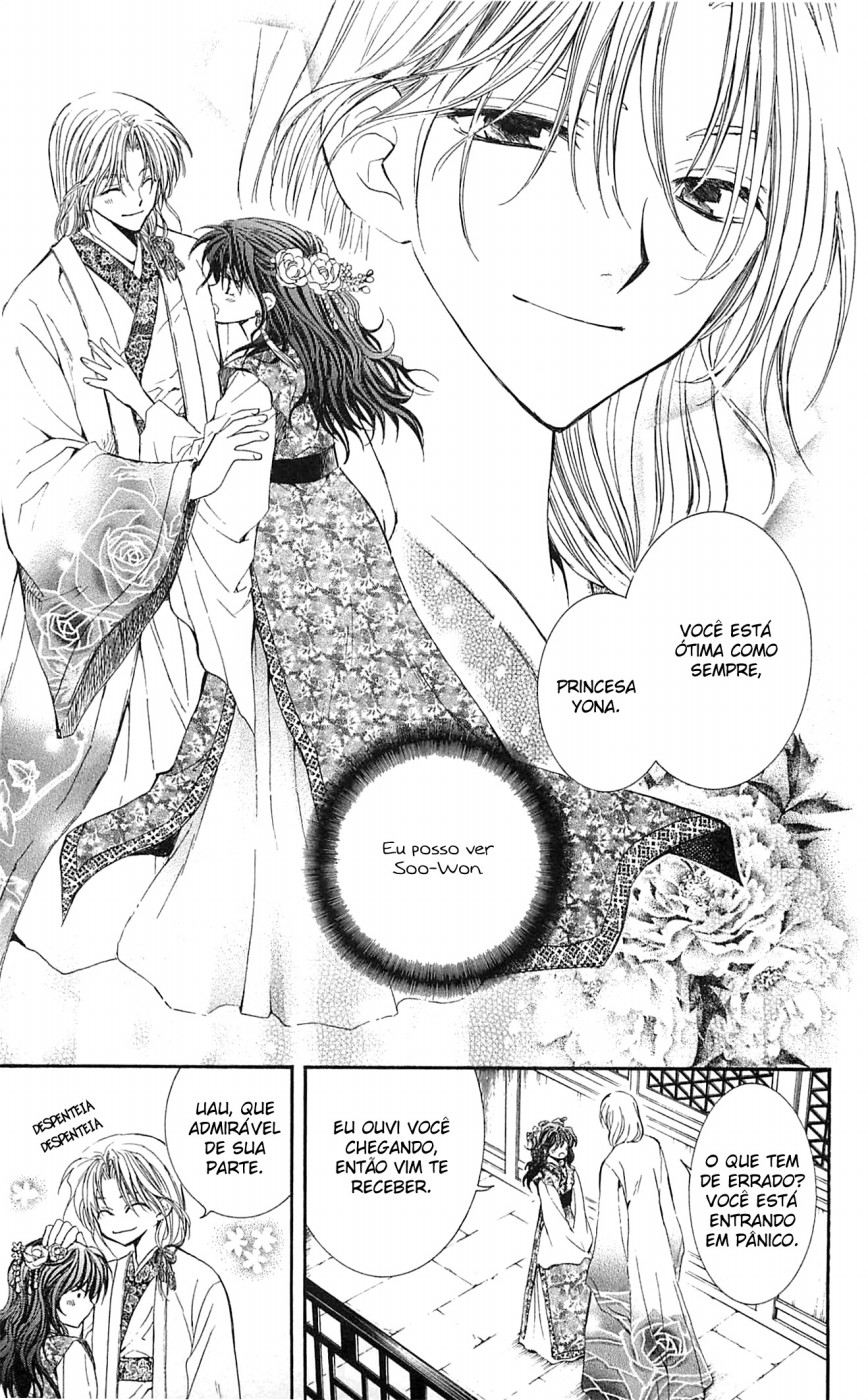 VOCÊ ESTÁ
ÓTIMA COMO
SEMPRE,
PRINCESA
YONA.
Eu posso ver
Soo-Won.
O QUE TEM
DE ERRADO?
VOCÊ ESTÁ
ENTRANDO
EM PÂNICO.
EU OUVI VOCÊ
CHEGANDO,
ENTÃO VIM TE
RECEBER.
UAU, QUE
ADMIRÁVEL
DE SUA
PARTE.
DESPENTEIA
DESPENTEIA